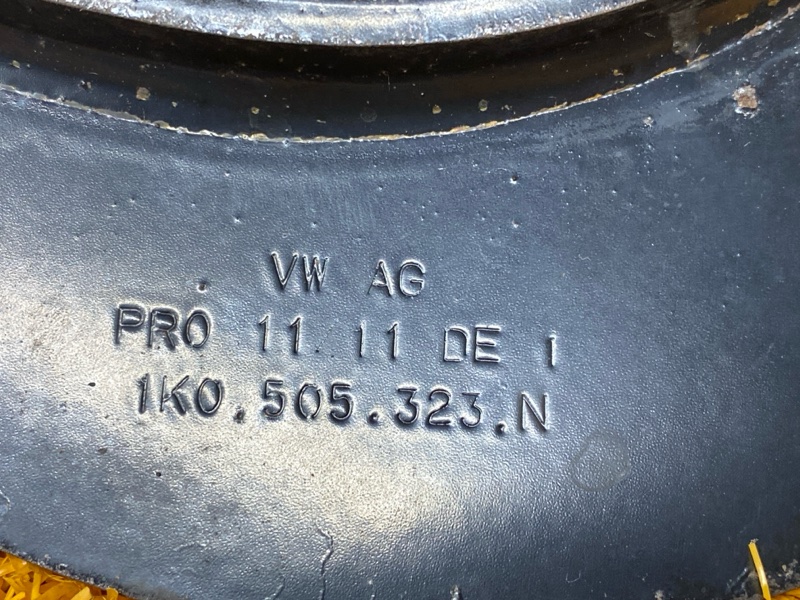 VW AG
PRO 11 11 DE 1
1K0.505.323.N